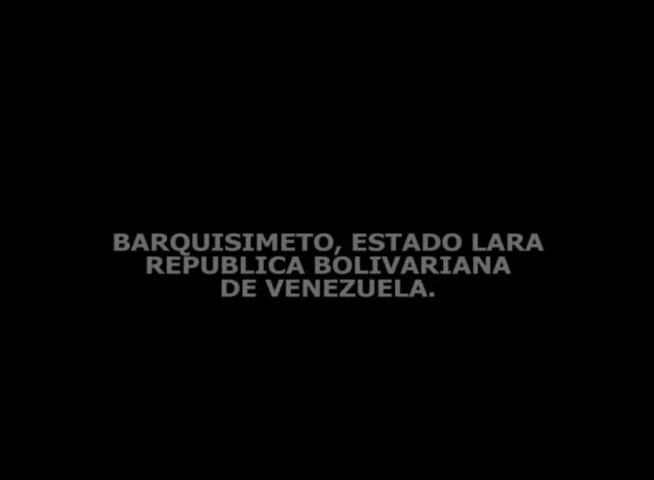 BARQUISIMETO, ESTADO LARA
REPUBLICA BOLIVARIANA
DE VENEZUELA.